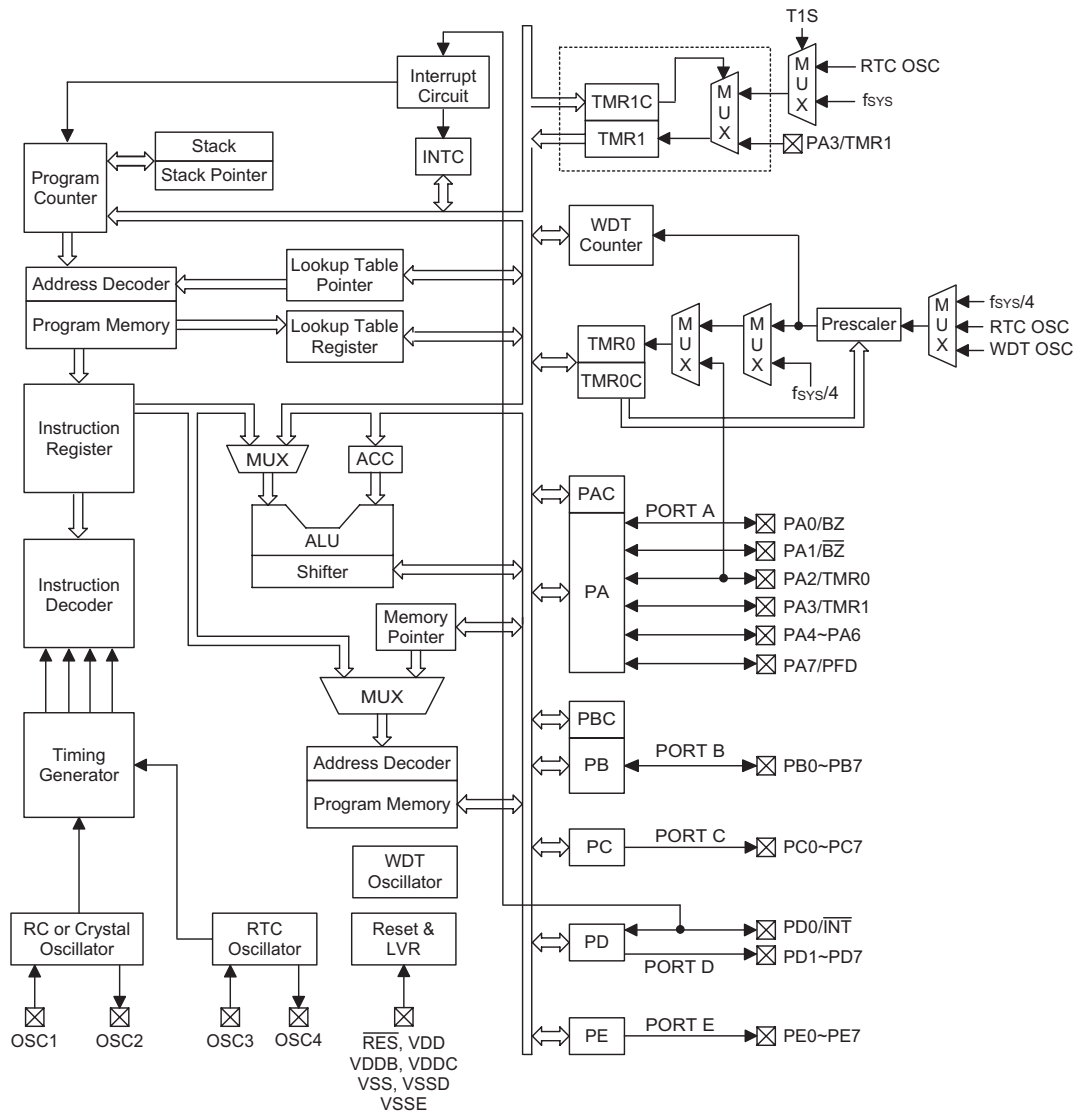 T1S
MUX
RTC OSC
fSYS
Interrupt
Circuit
TMR1C
TMR1
MUX
PA3/TMR1
INTC
Stack
Stack Pointer
Program
Counter
WDT
Counter
Lookup Table
Pointer
Address Decoder
Program Memory
Lookup Table
Register
TMR0
TMR0C
MUX
MUX
fSYS/4
Prescaler
MUX
fSYS/4
RTC OSC
WDT OSC
Instruction
Register
MUX
ACC
ALU
Shifter
Instruction
Decoder
PAC
PA
PORT A
PA0/BZ
PA1/B̅Z̅
PA2/TMR0
PA3/TMR1
PA4~PA6
PA7/PFD
Memory
Pointer
MUX
Address Decoder
Program Memory
Timing
Generator
PBC
PB
PORT B
PB0~PB7
PC
PORT C
PC0~PC7
WDT
Oscillator
RC or Crystal
Oscillator
RTC
Oscillator
Reset &
LVR
PD
PORT D
PD0/I̅N̅T̅
PD1~PD7
PE
PORT E
PE0~PE7
OSC1
OSC2
OSC3
OSC4
R̅E̅S̅, VDD
VDDB, VDDC
VSS, VSSD
VSSE